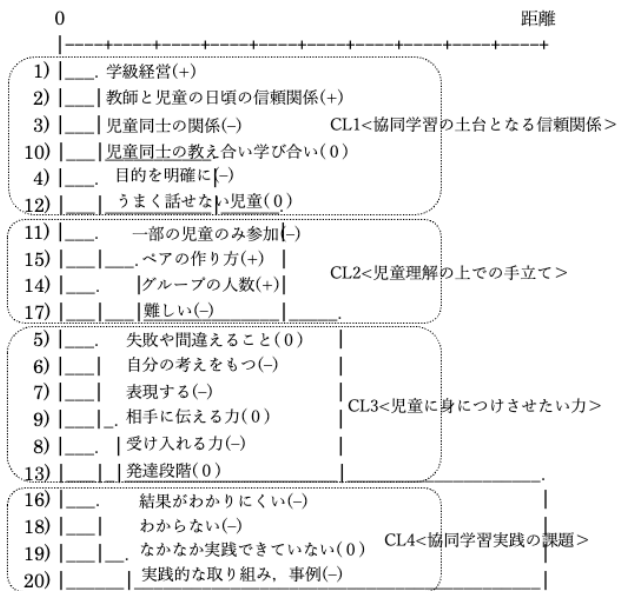 0 距離
1) 学級経営(+)
2) 教師と児童の日頃の信頼関係(+)
3) 児童同士の関係(–) CL1<協同学習の土台となる信頼関係>
10) 児童同士の教え合い学び合い(0)
4) 目的を明確に(–)
12) うまく話せない児童(0)
11) 一部の児童のみ参加(–)
15) ペアの作り方(+) CL2<児童理解の上での手立て>
14) グループの人数(+)
17) 難しい(–)
5) 失敗や間違えること(0)
6) 自分の考えをもつ(–)
7) 表現する(–) CL3<児童に身につけさせたい力>
9) 相手に伝える力(0)
8) 受け入れる力(–)
13) 発達段階(0)
16) 結果がわかりにくい(–)
18) わからない(–) CL4<協同学習実践の課題>
19) なかなか実践できていない(0)
20) 実践的な取り組み，事例(–)